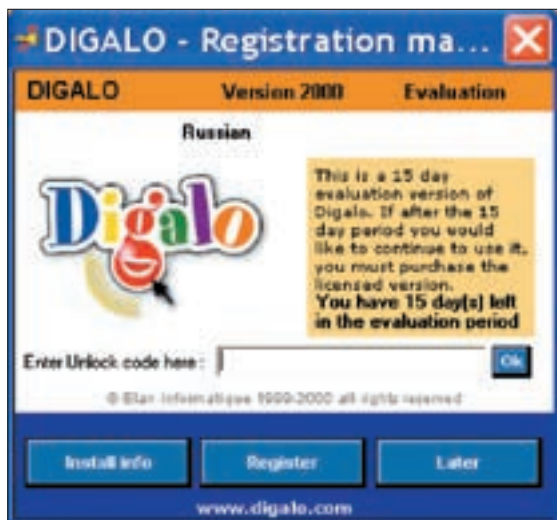 DIGALO - Registration ma...
DIGALO Version 2000 Evaluation
Russian
Digalo
This is a 15 day
evaluation version of
Digalo. If after the 15
day period you would
like to continue to use it,
you must purchase the
licensed version.
You have 15 day(s) left
in the evaluation period
Enter Unlock code here :
Ok
© Elan Informatique 1999-2000 all rights reserved
Install info Register Later
www.digalo.com